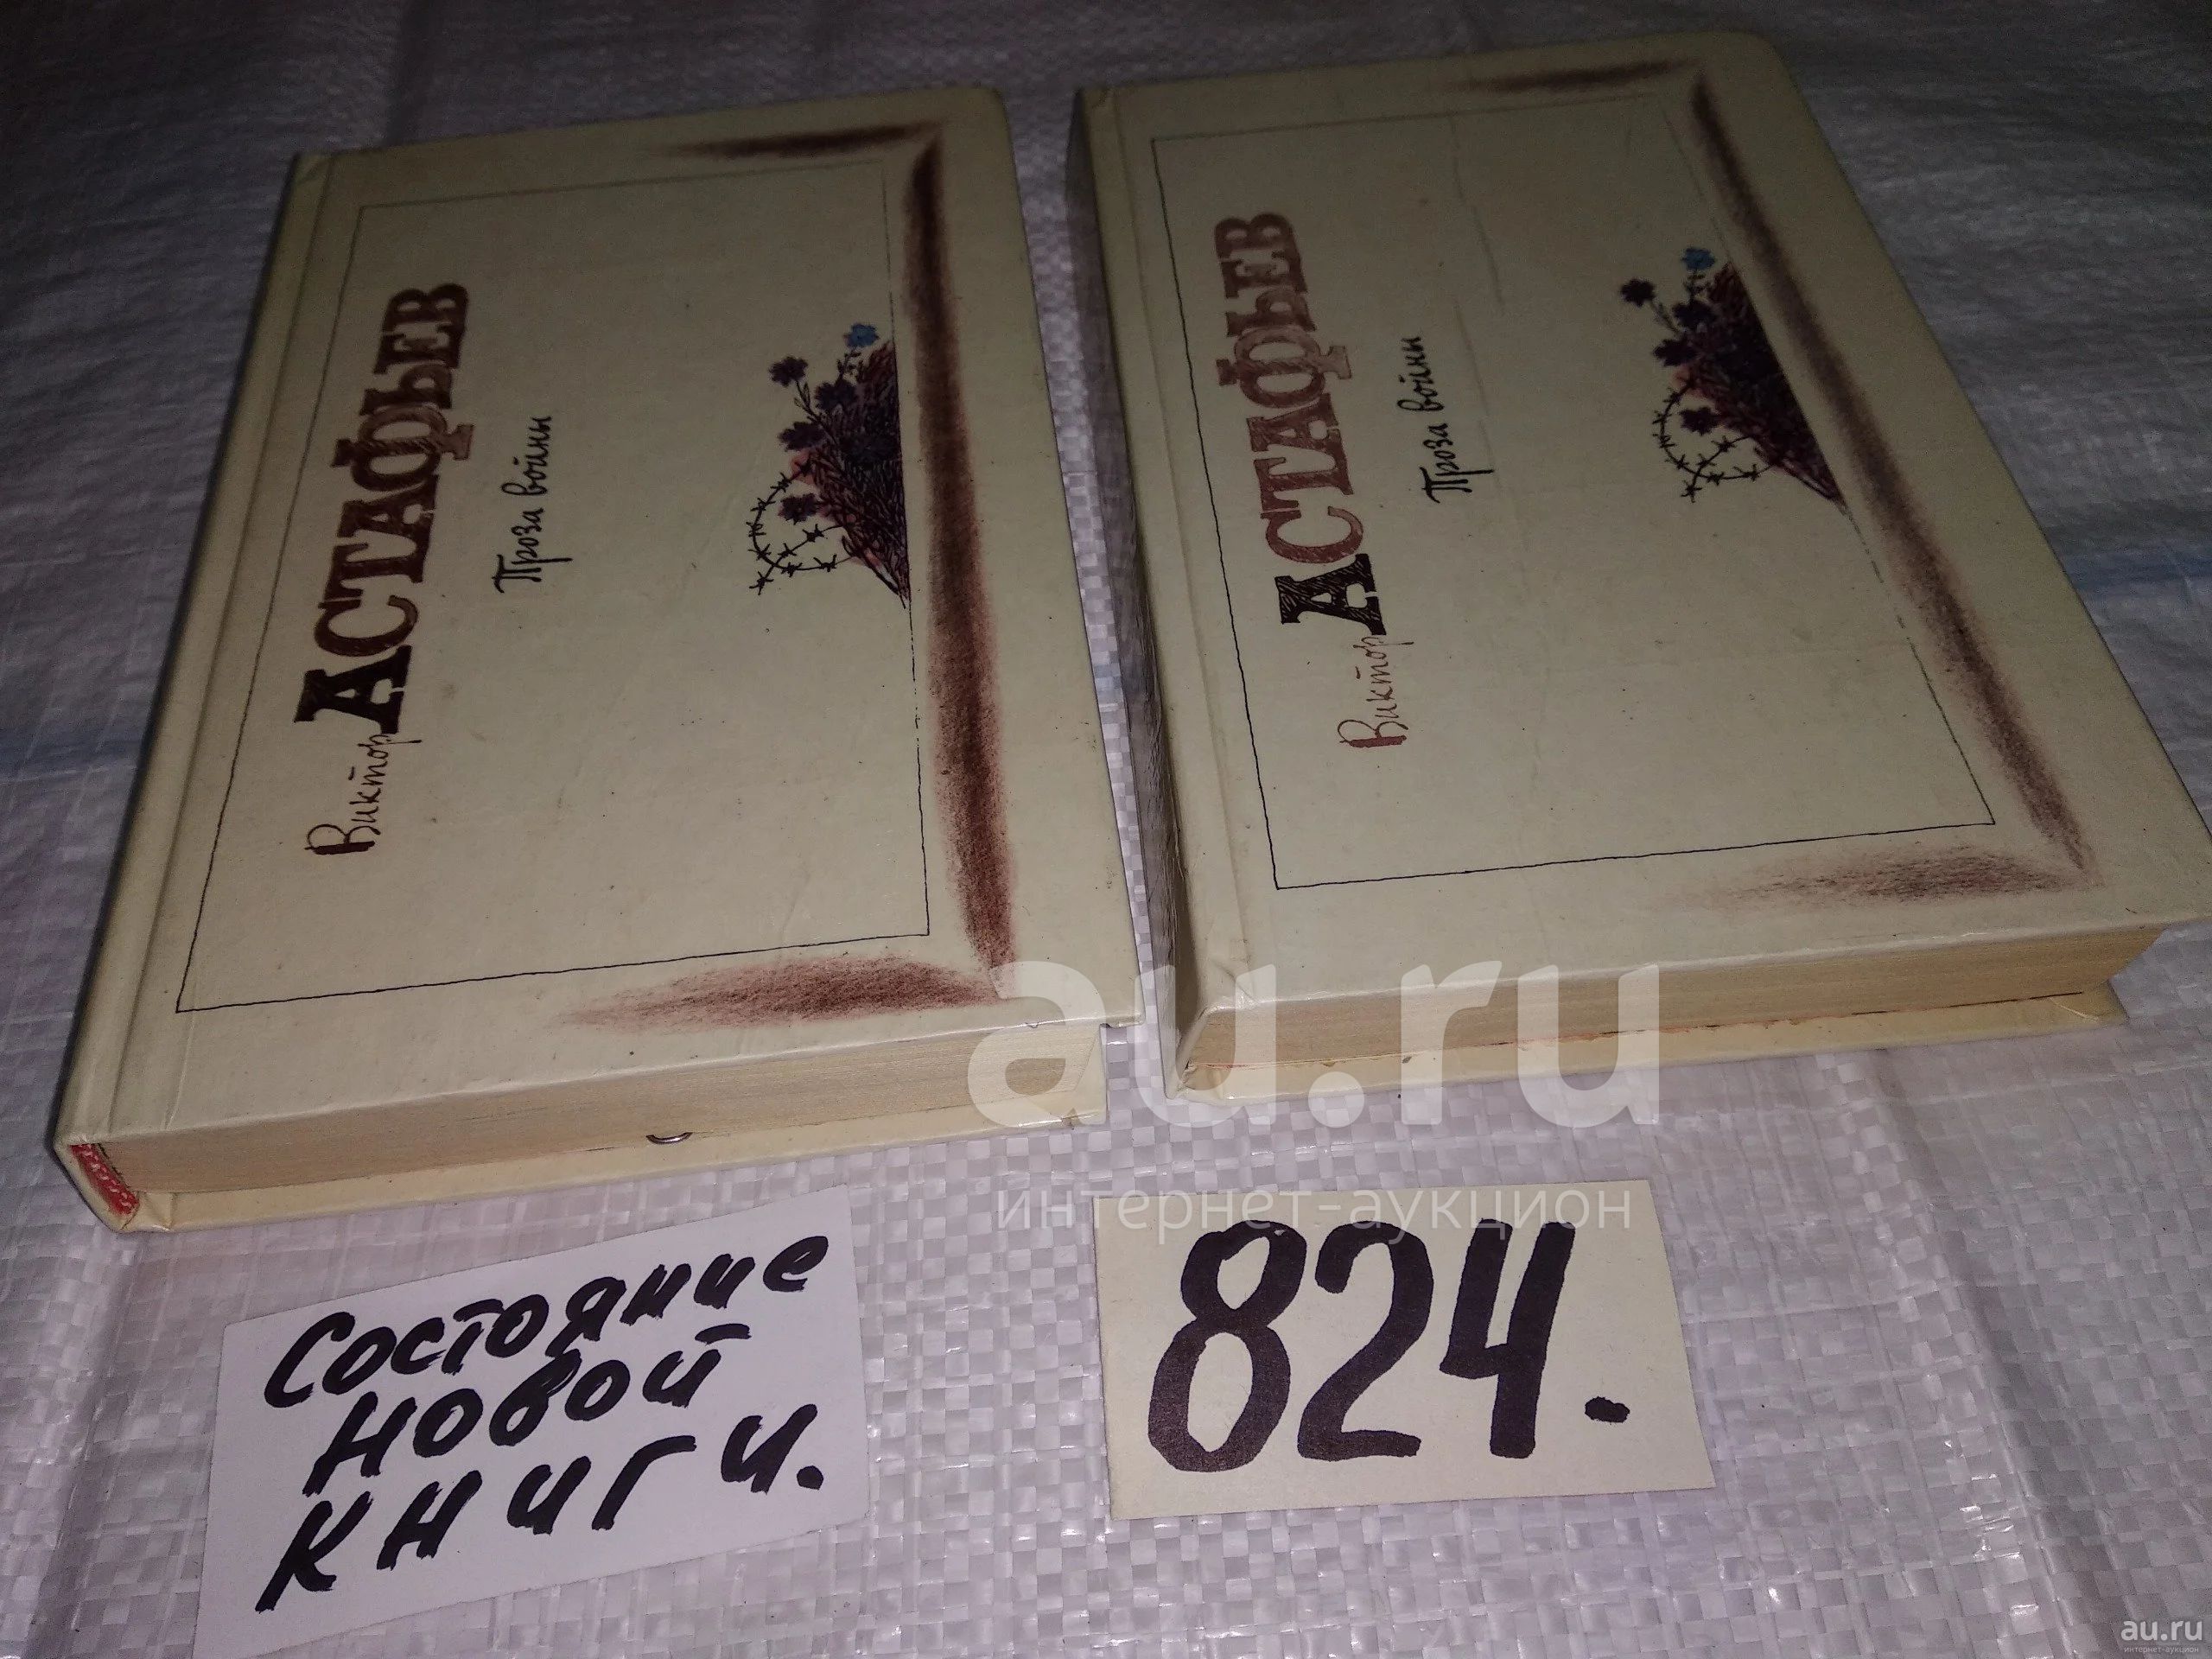 Виктор АСТАФЬЕВ
Проза войны
Виктор АСТАФЬЕВ
Проза войны
au.ru
интернет-аукцион
Состояние
новой
книги.
824.
au.ru
интернет-аукцион